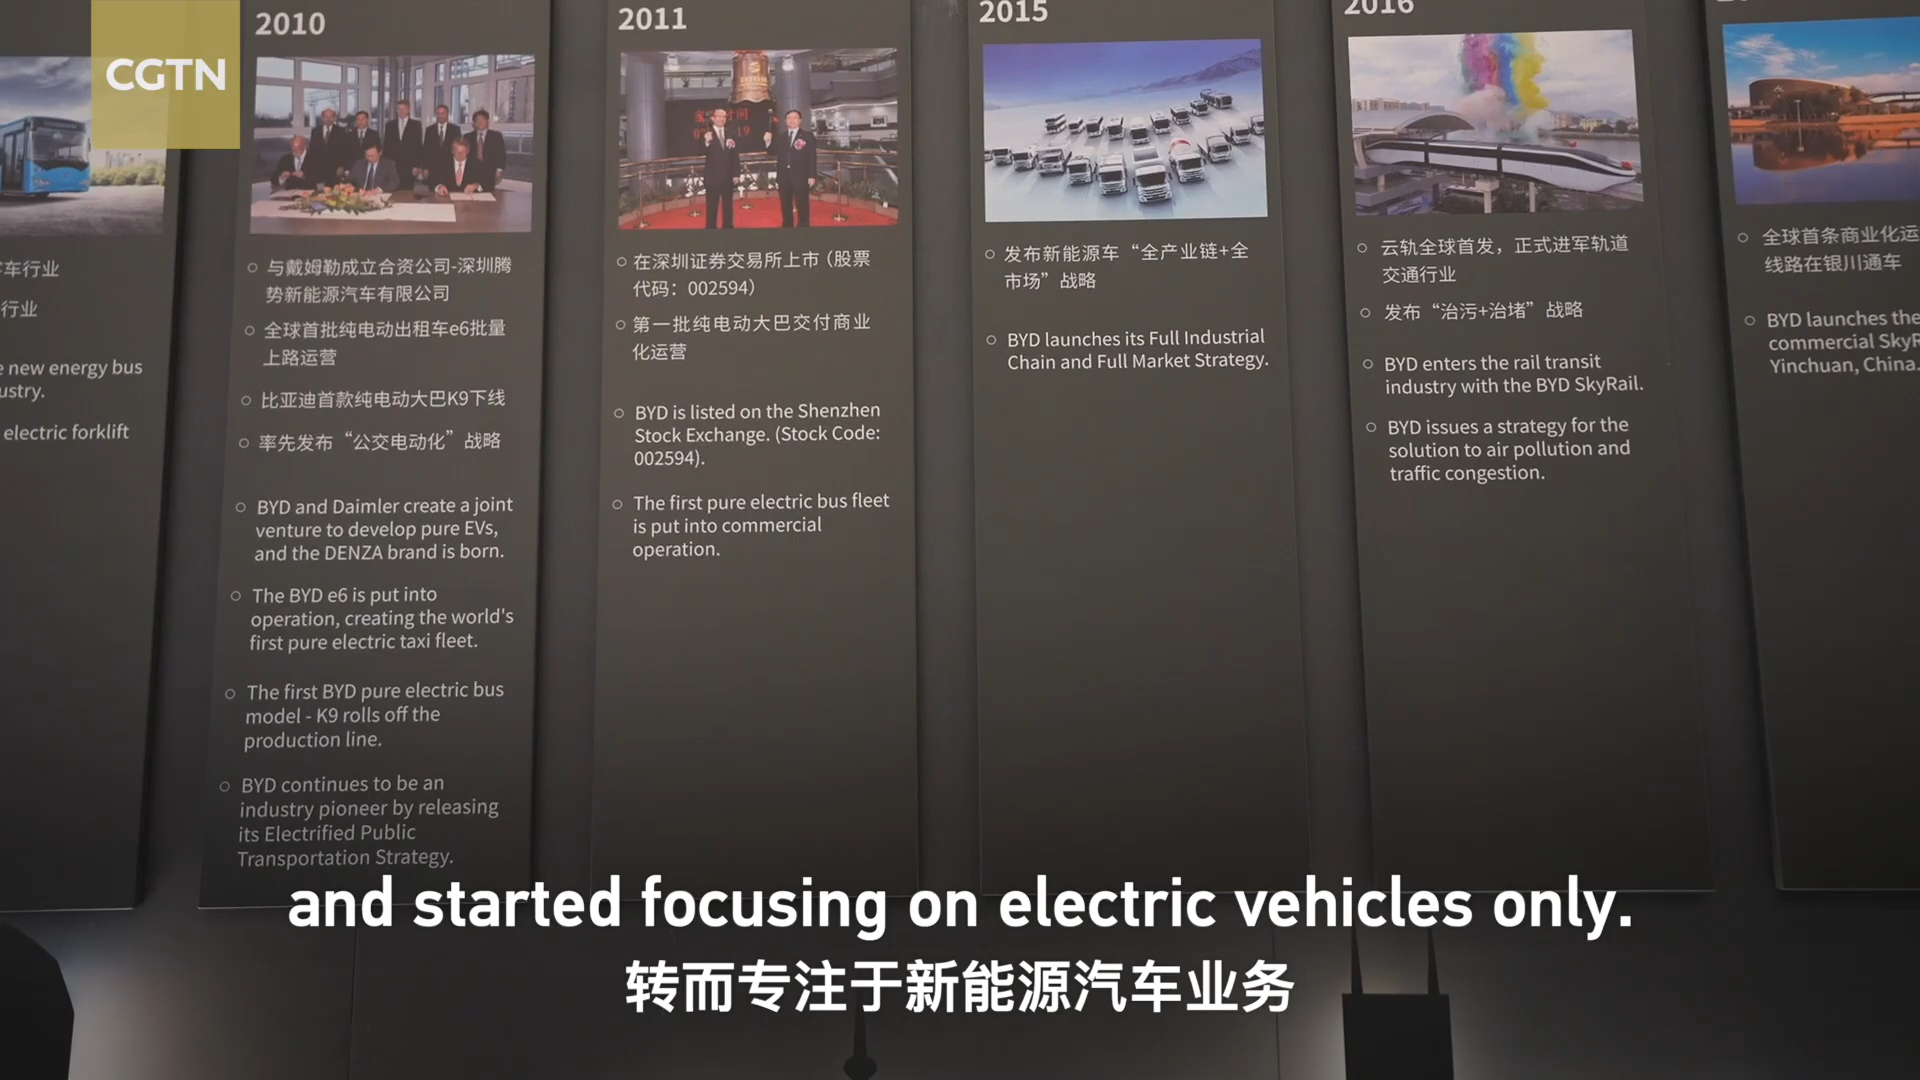 CGTN
客车行业
行业
e new energy bus
ustry.
electric forklift
2010
与戴姆勒成立合资公司-深圳腾
势新能源汽车有限公司
全球首批纯电动出租车e6批量
上路运营
比亚迪首款纯电动大巴K9下线
率先发布“公交电动化”战略
BYD and Daimler create a joint
venture to develop pure EVs,
and the DENZA brand is born.
The BYD e6 is put into
operation, creating the world's
first pure electric taxi fleet.
The first BYD pure electric bus
model - K9 rolls off the
production line.
BYD continues to be an
industry pioneer by releasing
its Electrified Public
Transportation Strategy.
2011
在深圳证券交易所上市（股票
代码：002594）
第一批纯电动大巴交付商业
化运营
BYD is listed on the Shenzhen
Stock Exchange. (Stock Code:
002594).
The first pure electric bus fleet
is put into commercial
operation.
2015
发布新能源车“全产业链+全
市场”战略
BYD launches its Full Industrial
Chain and Full Market Strategy.
2016
云轨全球首发，正式进军轨道
交通行业
发布“治污+治堵”战略
BYD enters the rail transit
industry with the BYD SkyRail.
BYD issues a strategy for the
solution to air pollution and
traffic congestion.
全球首条商业化运
线路在银川通车
BYD launches the
commercial SkyR
Yinchuan, China.
and started focusing on electric vehicles only.
转而专注于新能源汽车业务